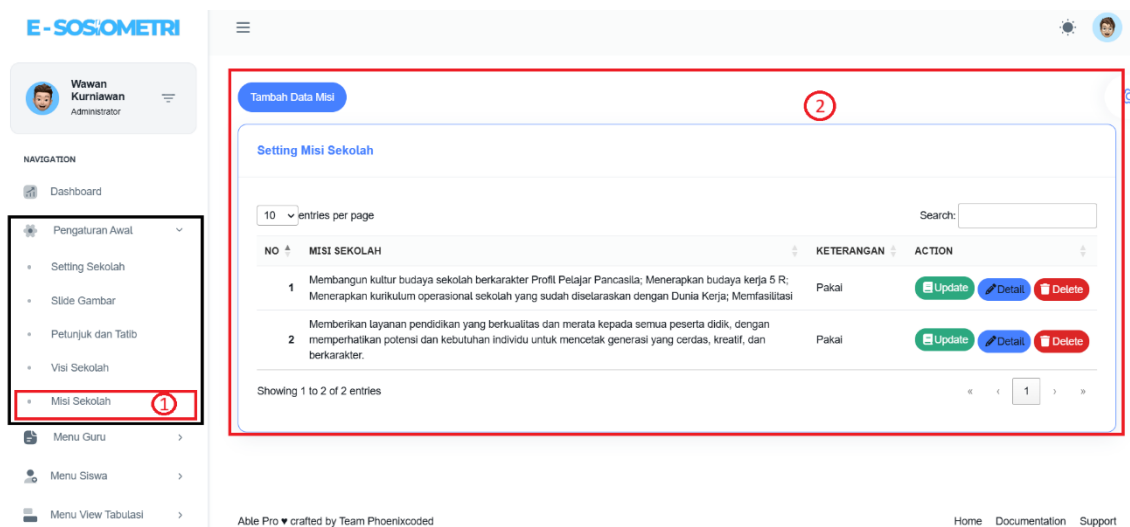 E-SOSIOMETRI
Wawan
Kurniawan
Administrator
NAVIGATION
Dashboard
Pengaturan Awal
Setting Sekolah
Slide Gambar
Petunjuk dan Tatib
Visi Sekolah
Misi Sekolah
1
Menu Guru
Menu Siswa
Menu View Tabulasi
Tambah Data Misi
2
Setting Misi Sekolah
10 entries per page
Search:
NO MISI SEKOLAH KETERANGAN ACTION
1 Membangun kultur budaya sekolah berkarakter Profil Pelajar Pancasila; Menerapkan budaya kerja 5 R;
Menerapkan kurikulum operasional sekolah yang sudah diselaraskan dengan Dunia Kerja; Memfasilitasi
Pakai Update Detail Delete
2 Memberikan layanan pendidikan yang berkualitas dan merata kepada semua peserta didik, dengan
memperhatikan potensi dan kebutuhan individu untuk mencetak generasi yang cerdas, kreatif, dan
berkarakter.
Pakai Update Detail Delete
Showing 1 to 2 of 2 entries
« ‹ 1 › »
Able Pro ♥ crafted by Team Phoenixcoded
Home Documentation Support